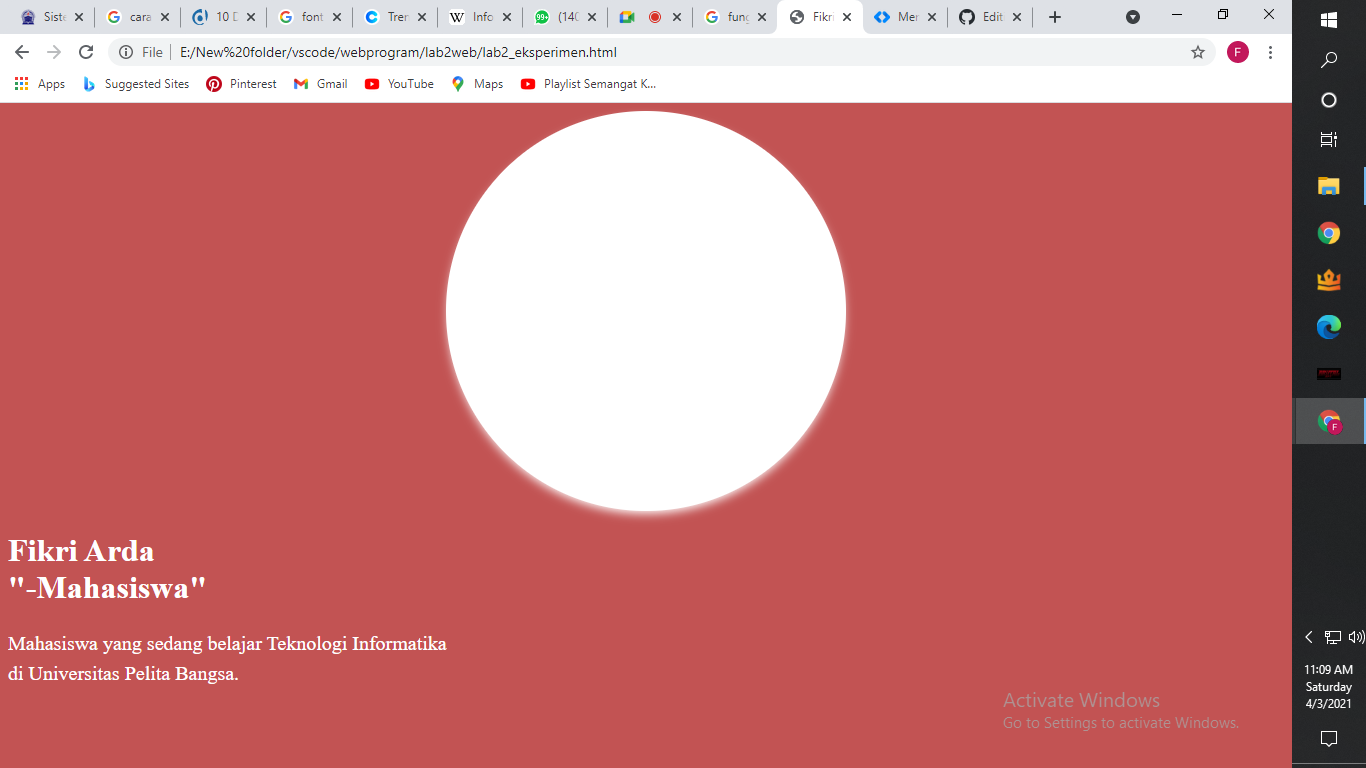 Siste
cara
10 D
font
Tren
Info
99+ (140
fung
Fikri
Mer
Edit
File E:/New%20folder/vscode/webprogram/lab2web/lab2_eksperimen.html
F
Apps Suggested Sites Pinterest Gmail YouTube Maps Playlist Semangat K...
Fikri Arda
"-Mahasiswa"
Mahasiswa yang sedang belajar Teknologi Informatika
di Universitas Pelita Bangsa.
Activate Windows
Go to Settings to activate Windows.
F
11:09 AM
Saturday
4/3/2021